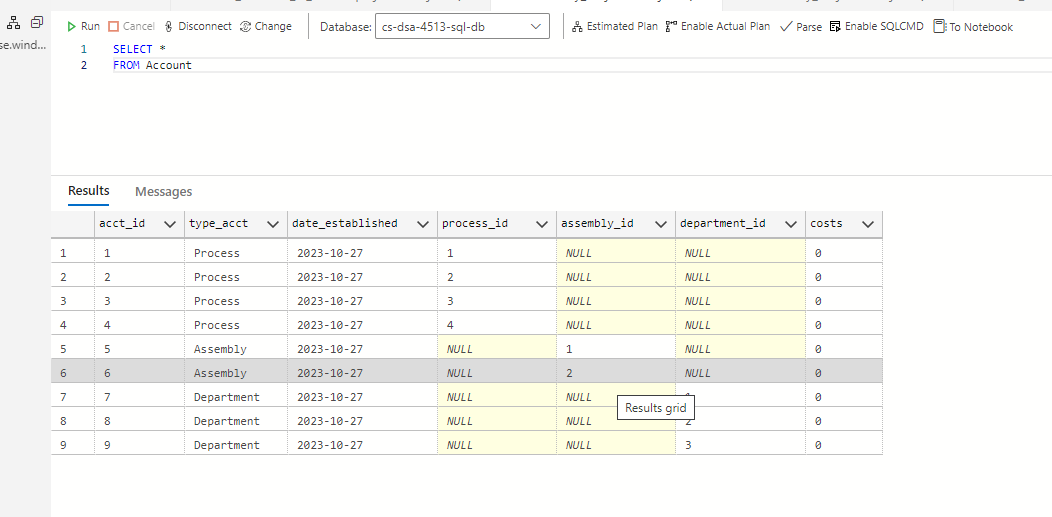 Run Cancel Disconnect Change Database: cs-dsa-4513-sql-db Estimated Plan Enable Actual Plan Parse Enable SQLCMD To Notebook
se.wind...
1 SELECT *
2 FROM Account
Results Messages
acct_id type_acct date_established process_id assembly_id department_id costs
1 1 Process 2023-10-27 1 NULL NULL 0
2 2 Process 2023-10-27 2 NULL NULL 0
3 3 Process 2023-10-27 3 NULL NULL 0
4 4 Process 2023-10-27 4 NULL NULL 0
5 5 Assembly 2023-10-27 NULL 1 NULL 0
6 6 Assembly 2023-10-27 NULL 2 NULL 0
7 7 Department 2023-10-27 NULL NULL 0
Results grid
8 8 Department 2023-10-27 NULL NULL 2 0
9 9 Department 2023-10-27 NULL NULL 3 0